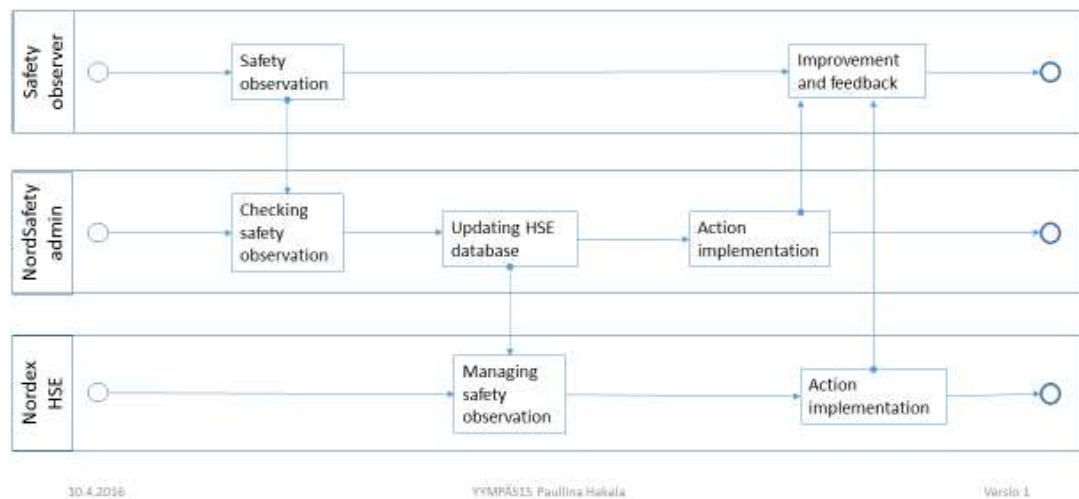 Safety
observer
Safety
observation
Improvement
and feedback
NordSafety
admin
Checking
safety
observation
Updating HSE
database
Action
implementation
Nordex
HSE
Managing
safety
observation
Action
implementation
10.4.2016
YYMPÄS15 Pauliina Hakala
Versio 1